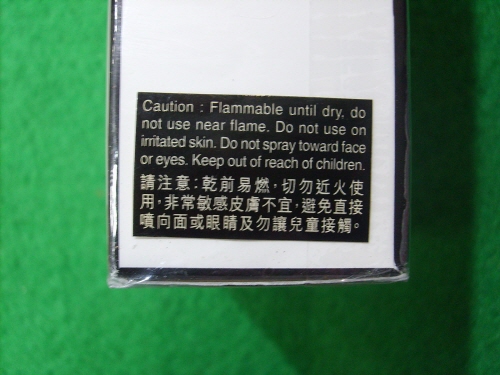 Caution : Flammable until dry, do
not use near flame. Do not use on
irritated skin. Do not spray toward face
or eyes. Keep out of reach of children.
請注意:乾前易燃,切勿近火使
用,非常敏感皮膚不宜,避免直接
噴向面或眼睛及勿讓兒童接觸。